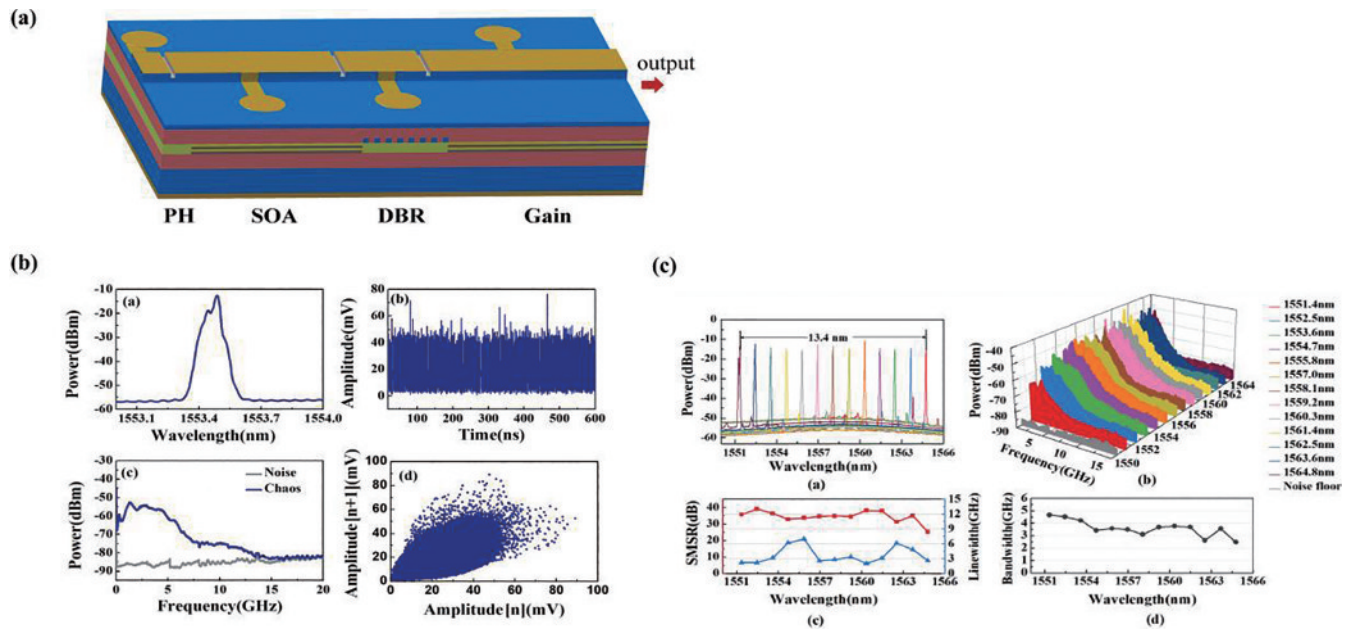 (a)
output
PH SOA DBR Gain
(b)
(a)
Power(dBm)
-10
-20
-30
-40
-50
-60
1553.1 1553.4 1553.7 1554.0
Wavelength(nm)
(b)
Amplitude(mV)
80
60
40
20
0
100 200 300 400 500 600
Time(ns)
(c)
Noise
Chaos
Power(dBm)
-30
-40
-50
-60
-70
-80
-90
0 5 10 15 20
Frequency(GHz)
(d)
Amplitude[n+1](mV)
100
80
60
40
20
0
0 20 40 60 80 100
Amplitude[n](mV)
(c)
Power(dBm)
0
-10
-20
-30
-40
-50
-60
13.4 nm
1551 1554 1557 1560 1563 1566
Wavelength(nm)
(a)
Power(dBm)
-40
-50
-60
-70
-80
-90
5 10 15
Frequency(GHz)
1550 1552 1554 1556 1558 1560 1562 1564
Wavelength(nm)
(b)
1551.4nm
1552.5nm
1553.6nm
1554.7nm
1555.8nm
1557.0nm
1558.1nm
1559.2nm
1560.3nm
1561.4nm
1562.5nm
1563.6nm
1564.8nm
Noise floor
SMSR(dB)
40
30
20
10
0
15
12
9
6
3
0
Linewidth(GHz)
1551 1554 1557 1560 1563 1566
Wavelength(nm)
(c)
Bandwidth(GHz)
6
5
4
3
2
1
0
1551 1554 1557 1560 1563 1566
Wavelength(nm)
(d)